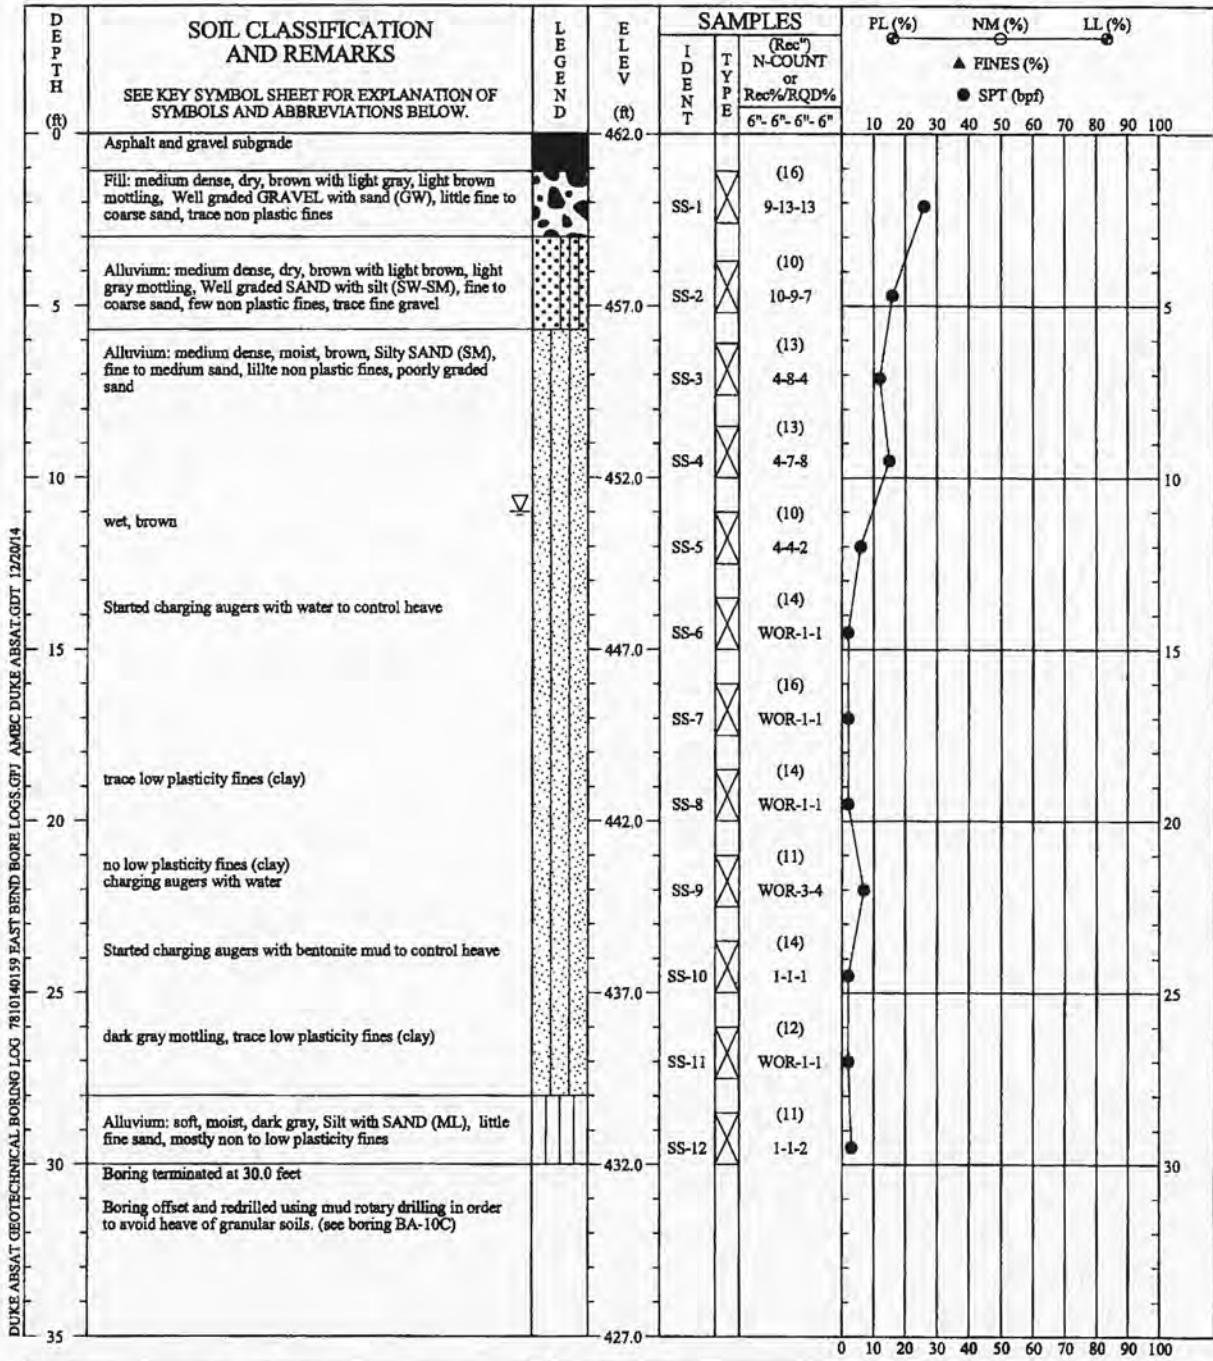 DEPTH
(ft)
SOIL CLASSIFICATION
AND REMARKS
SEE KEY SYMBOL SHEET FOR EXPLANATION OF
SYMBOLS AND ABBREVIATIONS BELOW.
LEGEND
ELEV
(ft)
SAMPLES
IDENT
TYPE
(Rec")
N-COUNT
or
Rec%/RQD%
6"- 6"- 6"- 6"
PL (%) NM (%) LL (%)
▲ FINES (%)
● SPT (bpf)
10 20 30 40 50 60 70 80 90 100
0
462.0
Asphalt and gravel subgrade
Fill: medium dense, dry, brown with light gray, light brown
mottling, Well graded GRAVEL with sand (GW), little fine to
coarse sand, trace non plastic fines
(16)
SS-1 9-13-13
Alluvium: medium dense, dry, brown with light brown, light
gray mottling, Well graded SAND with silt (SW-SM), fine to
coarse sand, few non plastic fines, trace fine gravel
(10)
SS-2 10-9-7
5 457.0 5
Alluvium: medium dense, moist, brown, Silty SAND (SM),
fine to medium sand, lillte non plastic fines, poorly graded
sand
(13)
SS-3 4-8-4
(13)
SS-4 4-7-8
10 452.0 10
wet, brown
(10)
SS-5 4-4-2
Started charging augers with water to control heave
(14)
SS-6 WOR-1-1
15 447.0 15
(16)
SS-7 WOR-1-1
trace low plasticity fines (clay)
(14)
SS-8 WOR-1-1
20 442.0 20
no low plasticity fines (clay)
charging augers with water
(11)
SS-9 WOR-3-4
Started charging augers with bentonite mud to control heave
(14)
SS-10 1-1-1
25 437.0 25
dark gray mottling, trace low plasticity fines (clay)
(12)
SS-11 WOR-1-1
Alluvium: soft, moist, dark gray, Silt with SAND (ML), little
fine sand, mostly non to low plasticity fines
(11)
SS-12 1-1-2
30 432.0 30
Boring terminated at 30.0 feet
Boring offset and redrilled using mud rotary drilling in order
to avoid heave of granular soils. (see boring BA-10C)
35 427.0
0 10 20 30 40 50 60 70 80 90 100
DUKE ABSAT GEOTECHNICAL BORING LOG 7810140159 EAST BEND BORE LOGS.GPJ AMEC DUKE ABSAT.GDT 12/20/14